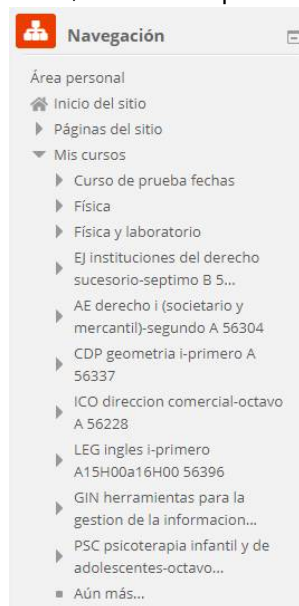 Navegación
Área personal
Inicio del sitio
Páginas del sitio
Mis cursos
Curso de prueba fechas
Física
Física y laboratorio
EJ instituciones del derecho
sucesorio-septimo B 5...
AE derecho i (societario y
mercantil)-segundo A 56304
CDP geometria i-primero A
56337
ICO direccion comercial-octavo
A 56228
LEG ingles i-primero
A15H00a16H00 56396
GIN herramientas para la
gestion de la informacion...
PSC psicoterapia infantil y de
adolescentes-octavo...
Aún más...